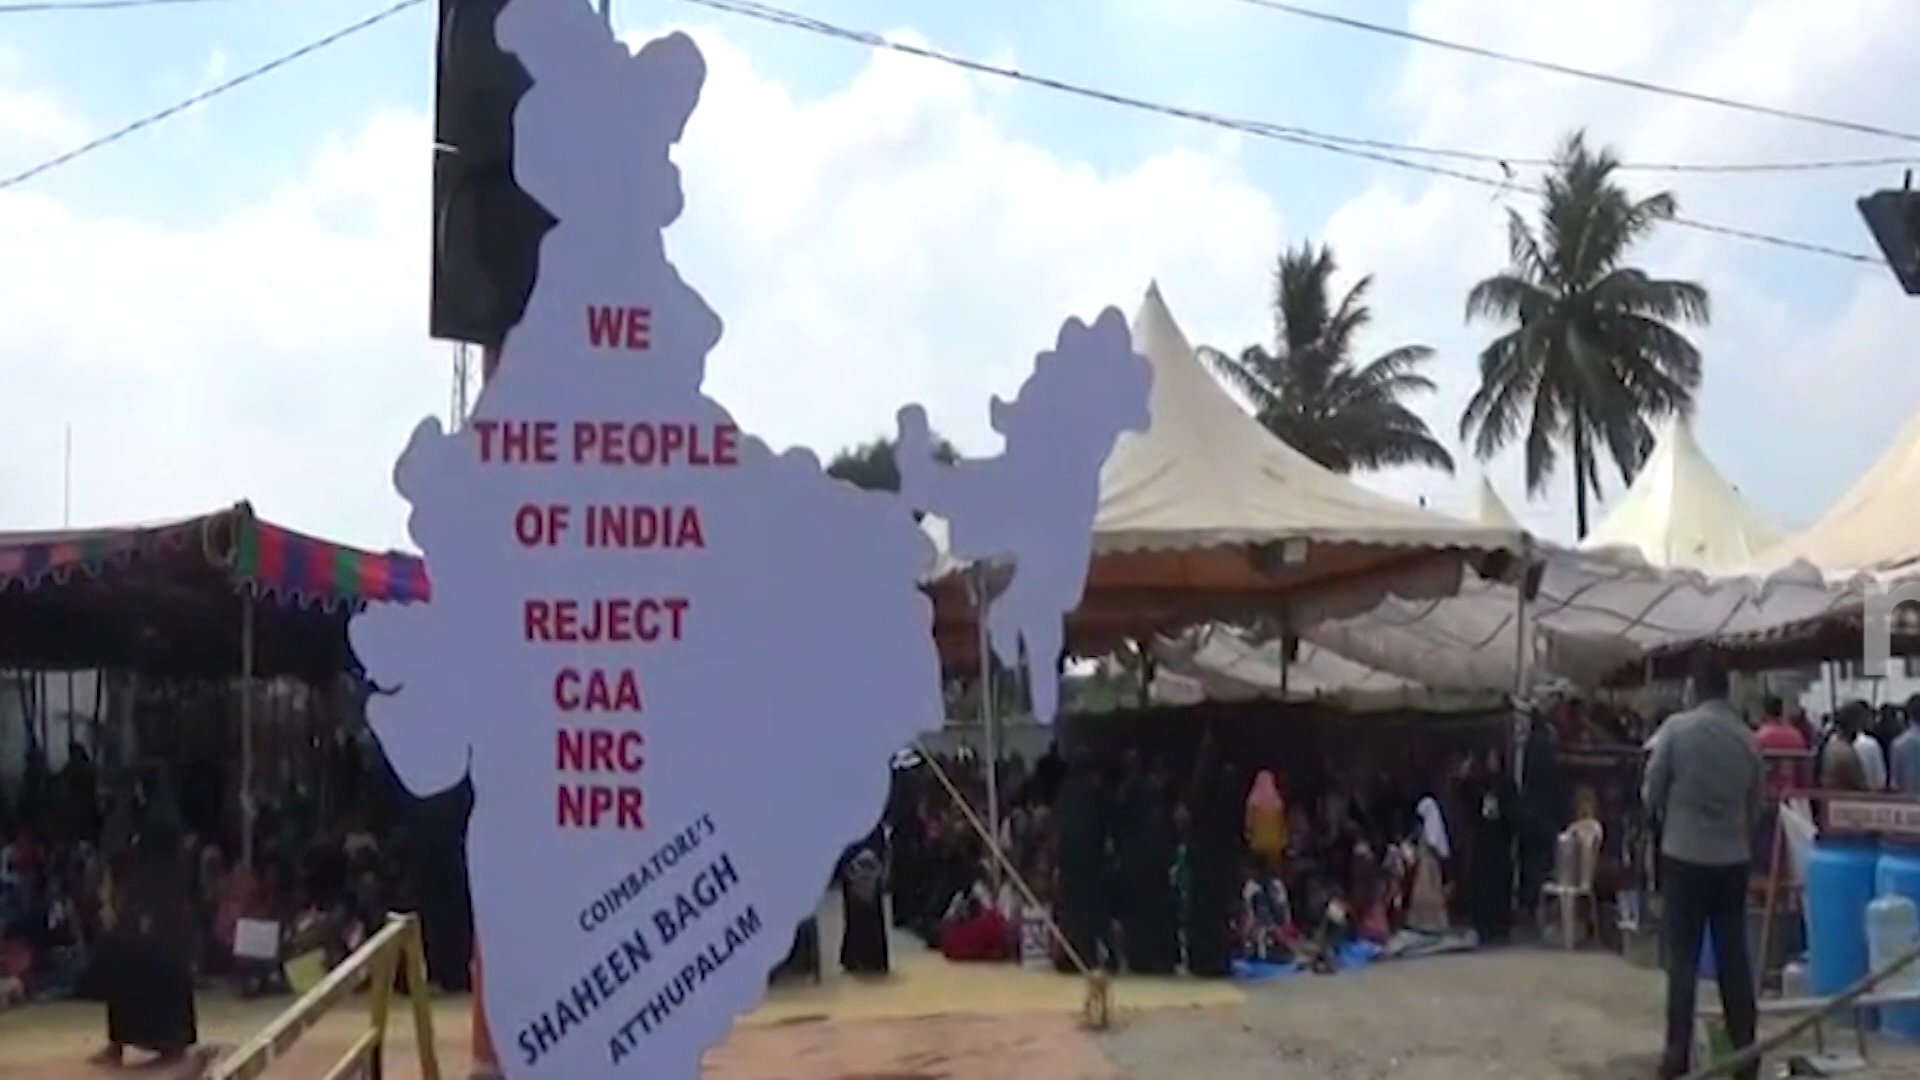 WE
THE PEOPLE
OF INDIA
REJECT
CAA
NRC
NPR
COIMBATORE'S
SHAHEEN BAGH
ATTHUPALAM